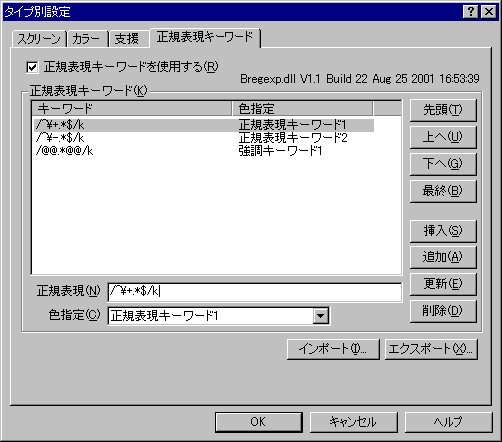 タイプ別設定
スクリーン カラー 支援 正規表現キーワード
正規表現キーワードを使用する(R)
Bregexp.dll V1.1 Build 22 Aug 25 2001 16:53:39
正規表現キーワード(K)
キーワード 色指定
/^¥+.*$/k 正規表現キーワード1
/^¥-.*$/k 正規表現キーワード2
/@@.*@@/k 強調キーワード1
先頭(T)
上へ(U)
下へ(G)
最終(B)
挿入(S)
追加(A)
更新(E)
削除(D)
正規表現(N) /^¥+.*$/k
色指定(C) 正規表現キーワード1
インポート(I)... エクスポート(X)...
OK キャンセル ヘルプ